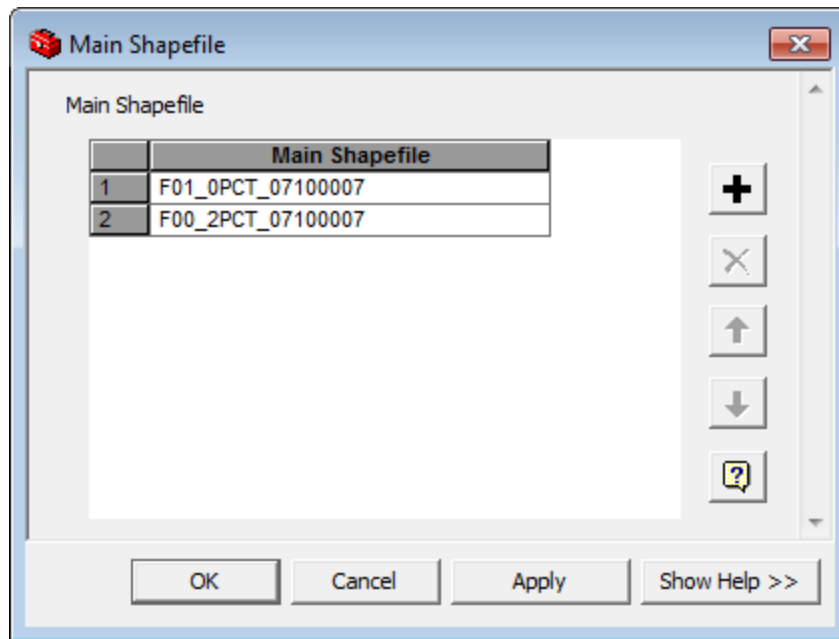 Main Shapefile
Main Shapefile
Main Shapefile
1 F01_0PCT_07100007
2 F00_2PCT_07100007
OK Cancel Apply Show Help >>